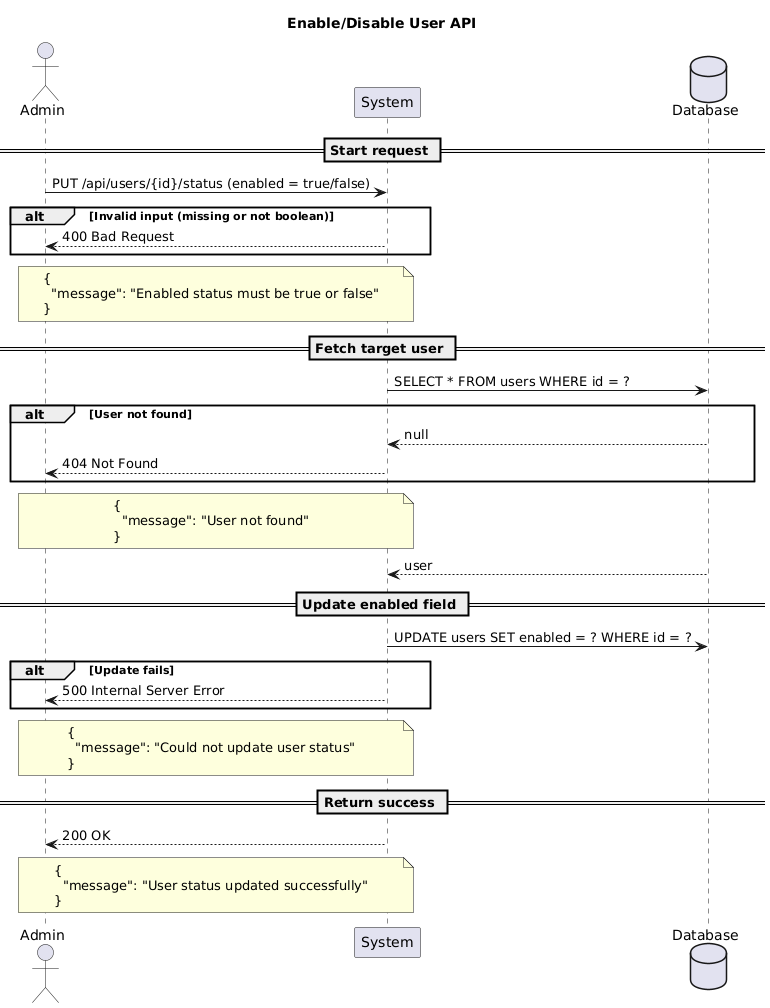 Enable/Disable User API
Admin
System
Database
Start request
PUT /api/users/{id}/status (enabled = true/false)
alt [Invalid input (missing or not boolean)]
400 Bad Request
{
"message": "Enabled status must be true or false"
}
Fetch target user
SELECT * FROM users WHERE id = ?
alt [User not found]
null
404 Not Found
{
"message": "User not found"
}
user
Update enabled field
UPDATE users SET enabled = ? WHERE id = ?
alt [Update fails]
500 Internal Server Error
{
"message": "Could not update user status"
}
Return success
200 OK
{
"message": "User status updated successfully"
}
Admin
System
Database